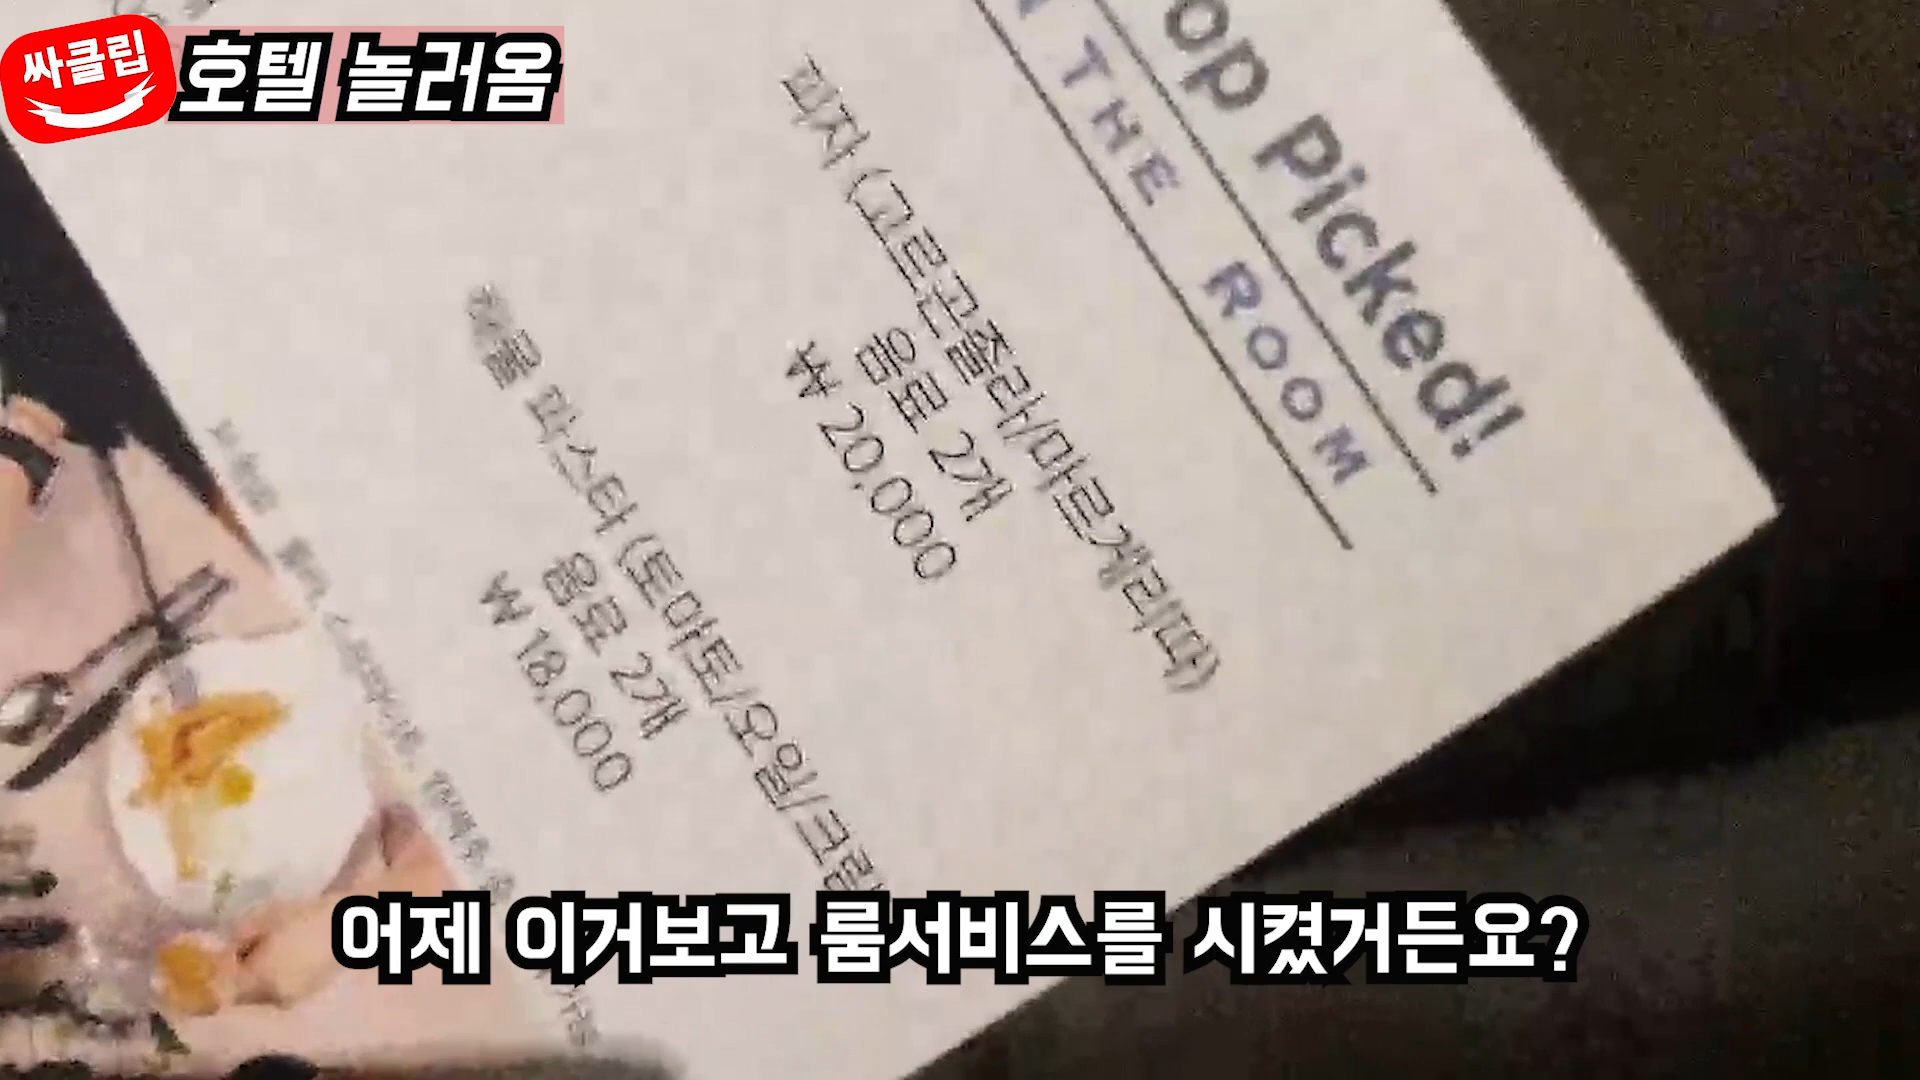 싸클립
호텔 놀러옴
op Picked!
THE ROOM
피자 (고르곤졸라/마르게리따)
음료 2개
₩ 20,000
해물 파스타 (토마토/오일/크림
음료 2개
₩ 18,000
어제 이거보고 룸서비스를 시켰거든요?